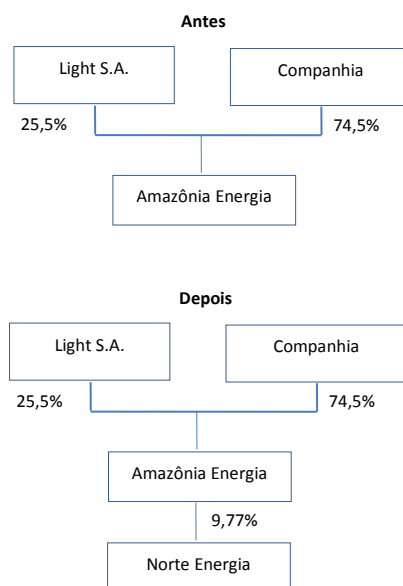 Antes
Light S.A. Companhia
25,5% 74,5%
Amazônia Energia
Depois
Light S.A. Companhia
25,5% 74,5%
Amazônia Energia
9,77%
Norte Energia